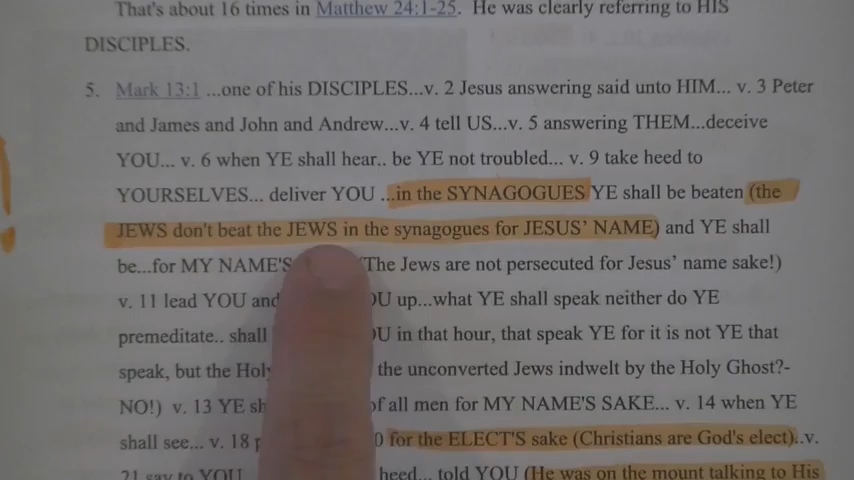 That's about 16 times in Matthew 24:1-25. He was clearly referring to HIS
DISCIPLES.
5. Mark 13:1 ...one of his DISCIPLES...v. 2 Jesus answering said unto HIM... v. 3 Peter
and James and John and Andrew...v. 4 tell US...v. 5 answering THEM...deceive
YOU... v. 6 when YE shall hear.. be YE not troubled... v. 9 take heed to
YOURSELVES... deliver YOU ...in the SYNAGOGUES YE shall be beaten (the
JEWS don't beat the JEWS in the synagogues for JESUS' NAME) and YE shall
be...for MY NAME'S (The Jews are not persecuted for Jesus' name sake!)
v. 11 lead YOU and up...what YE shall speak neither do YE
premeditate.. shall in that hour, that speak YE for it is not YE that
speak, but the the unconverted Jews indwelt by the Holy Ghost?-
NO!) v. 13 YE of all men for MY NAME'S SAKE... v. 14 when YE
shall see... v. 18 for the ELECT'S sake (Christians are God's elect)..v.
21 say to YOU heed... told YOU (He was on the mount talking to His